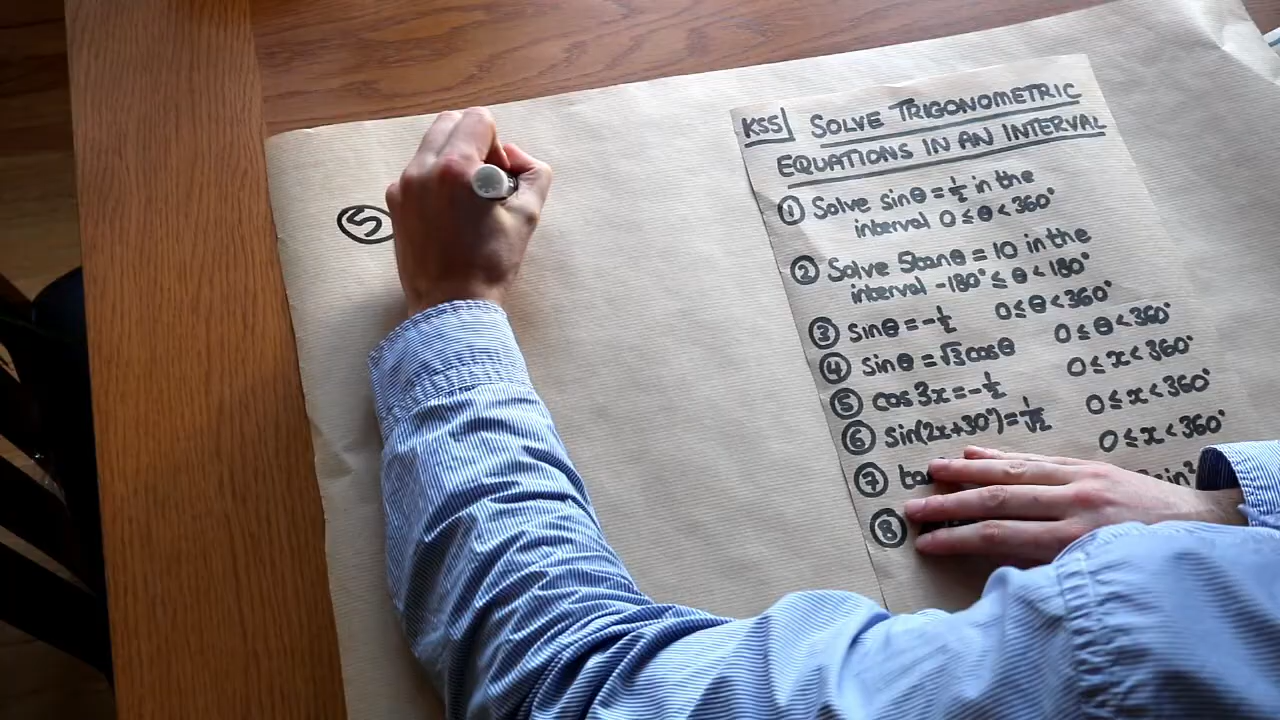 ⑤
KS5 SOLVE TRIGONOMETRIC
EQUATIONS IN AN INTERVAL
① Solve sinθ = ½ in the
interval 0 ≤ θ < 360°
② Solve 5tanθ = 10 in the
interval -180° ≤ θ < 180°
③ sinθ = -½ 0 ≤ θ < 360°
④ sinθ = √3cosθ 0 ≤ θ < 360°
⑤ cos3x = -½ 0 ≤ x < 360°
⑥ sin(2x+30°) = 1/√2 0 ≤ x < 360°
⑦ 0 ≤ x < 360°
⑧